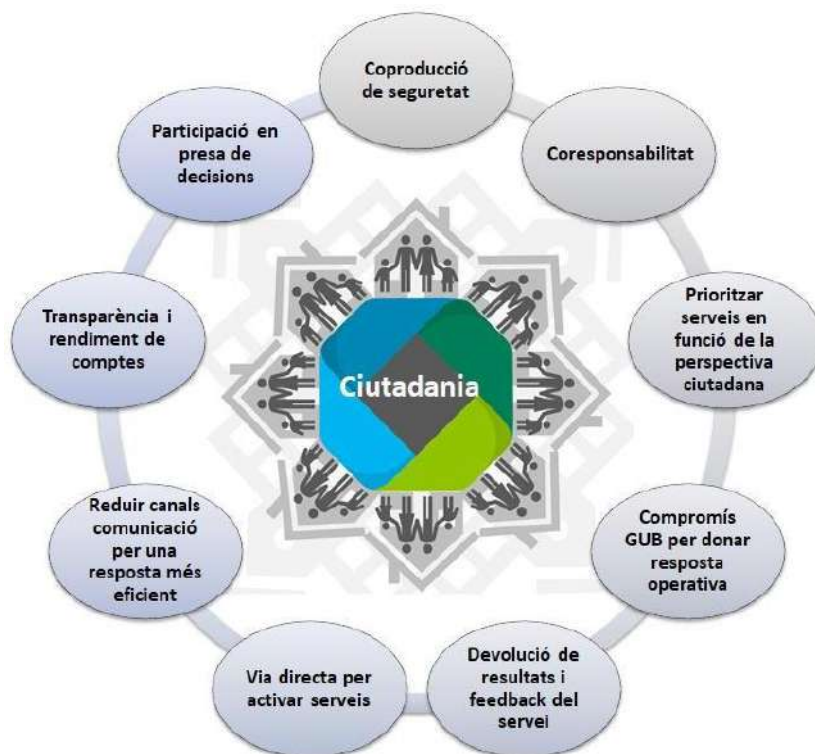 Coproducció
de seguretat
Coresponsabilitat
Prioritzar
serveis en
funció de la
perspectiva
ciutadana
Compromís
GUB per donar
resposta
operativa
Devolució de
resultats i
feedback del
servei
Via directa per
activar serveis
Reduir canals
comunicació
per una
resposta més
eficient
Transparència i
rendiment de
comptes
Participació en
presa de
decisions
Ciutadania